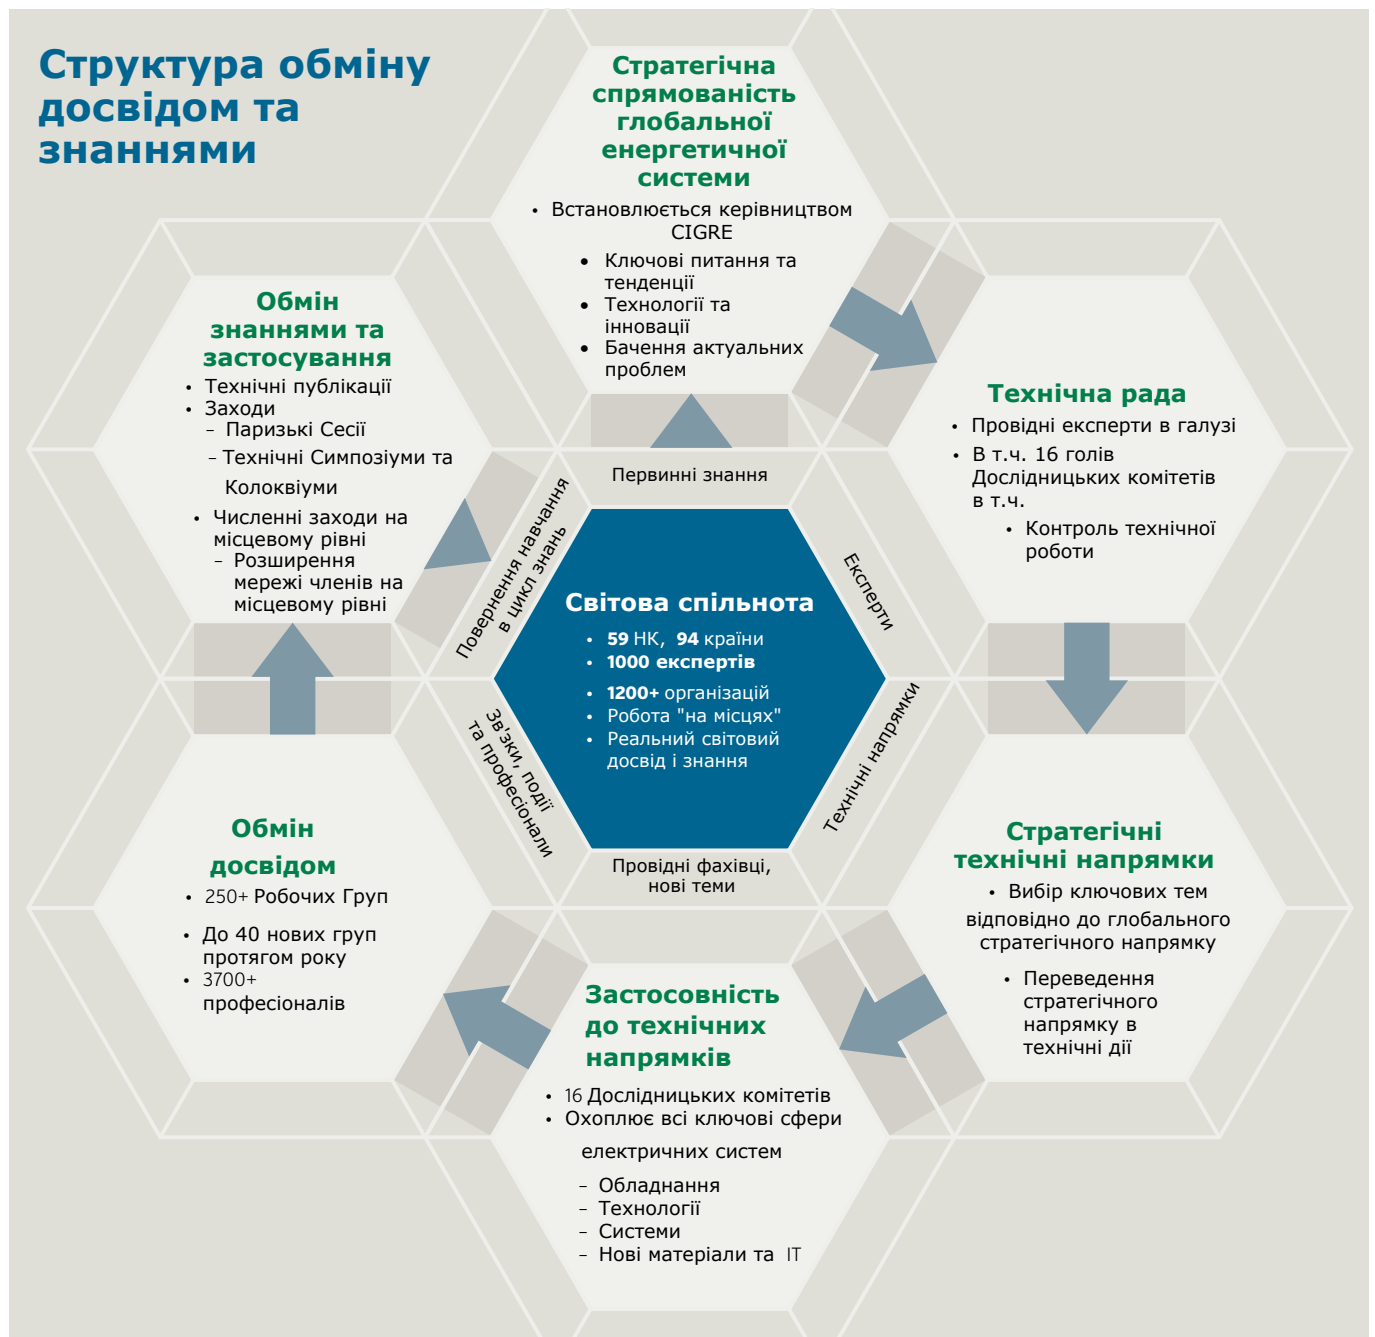 Структура обміну
досвідом та
знаннями
Стратегічна
спрямованість
глобальної
енергетичної
системи
• Встановлюється керівництвом
CIGRE
• Ключові питання та
тенденції
• Технології та
інновації
• Бачення актуальних
проблем
Технічна рада
• Провідні експерти в галузі
• В т.ч. 16 голів
Дослідницьких комітетів
в т.ч.
• Контроль технічної
роботи
Стратегічні
технічні напрямки
• Вибір ключових тем
відповідно до глобального
стратегічного напрямку
• Переведення
стратегічного
напрямку в
технічні дії
Застосовність
до технічних
напрямків
• 16 Дослідницьких комітетів
• Охоплює всі ключові сфери
електричних систем
– Обладнання
– Технології
– Системи
– Нові матеріали та IT
Обмін
досвідом
• 250+ Робочих Груп
• До 40 нових груп
протягом року
• 3700+
професіоналів
Обмін
знаннями та
застосування
• Технічні публікації
• Заходи
– Паризькі Сесії
– Технічні Симпозіуми та
Колоквіуми
• Численні заходи на
місцевому рівні
– Розширення
мережі членів на
місцевому рівні
Первинні знання
Експерти
Технічні напрямки
Провідні фахівці,
нові теми
Зв'зки, події
та професіонали
Повернення навчання
в цикл знань
Світова спільнота
• 59 НК, 94 країни
• 1000 експертів
• 1200+ організацій
• Робота "на місцях"
• Реальний світовий
досвід і знання